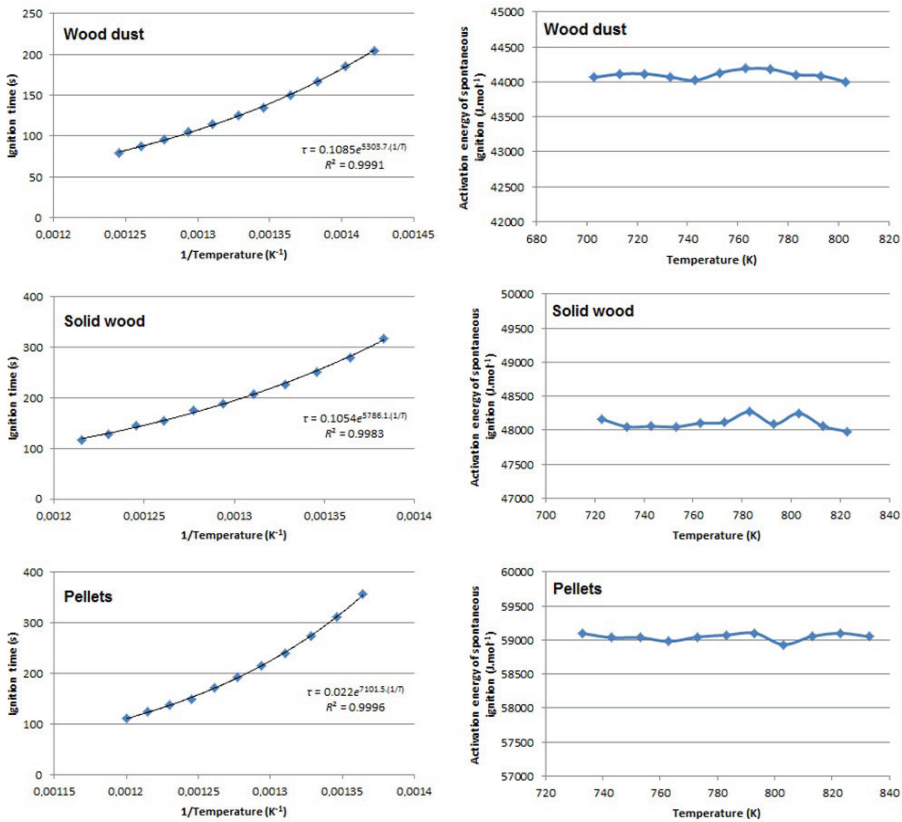 Wood dust
Ignition time (s)
250
200
150
100
50
0
τ = 0.1085e^5303.7.(1/T)
R² = 0.9991
0,0012 0,00125 0,0013 0,00135 0,0014 0,00145
1/Temperature (K⁻¹)
Wood dust
Activation energy of spontaneous
ignition (J.mol⁻¹)
45000
44500
44000
43500
43000
42500
42000
680 700 720 740 760 780 800 820
Temperature (K)
Solid wood
Ignition time (s)
400
300
200
100
0
τ = 0.1054e^5786.1.(1/T)
R² = 0.9983
0,0012 0,00125 0,0013 0,00135 0,0014
1/Temperature (K⁻¹)
Solid wood
Activation energy of spontaneous
ignition (J.mol⁻¹)
50000
49500
49000
48500
48000
47500
47000
700 720 740 760 780 800 820 840
Temperature (K)
Pellets
Ignition time (s)
400
300
200
100
0
τ = 0.022e^7101.5.(1/T)
R² = 0.9996
0,00115 0,0012 0,00125 0,0013 0,00135 0,0014
1/Temperature (K⁻¹)
Pellets
Activation energy of spontaneous
ignition (J.mol⁻¹)
60000
59500
59000
58500
58000
57500
57000
720 740 760 780 800 820 840
Temperature (K)